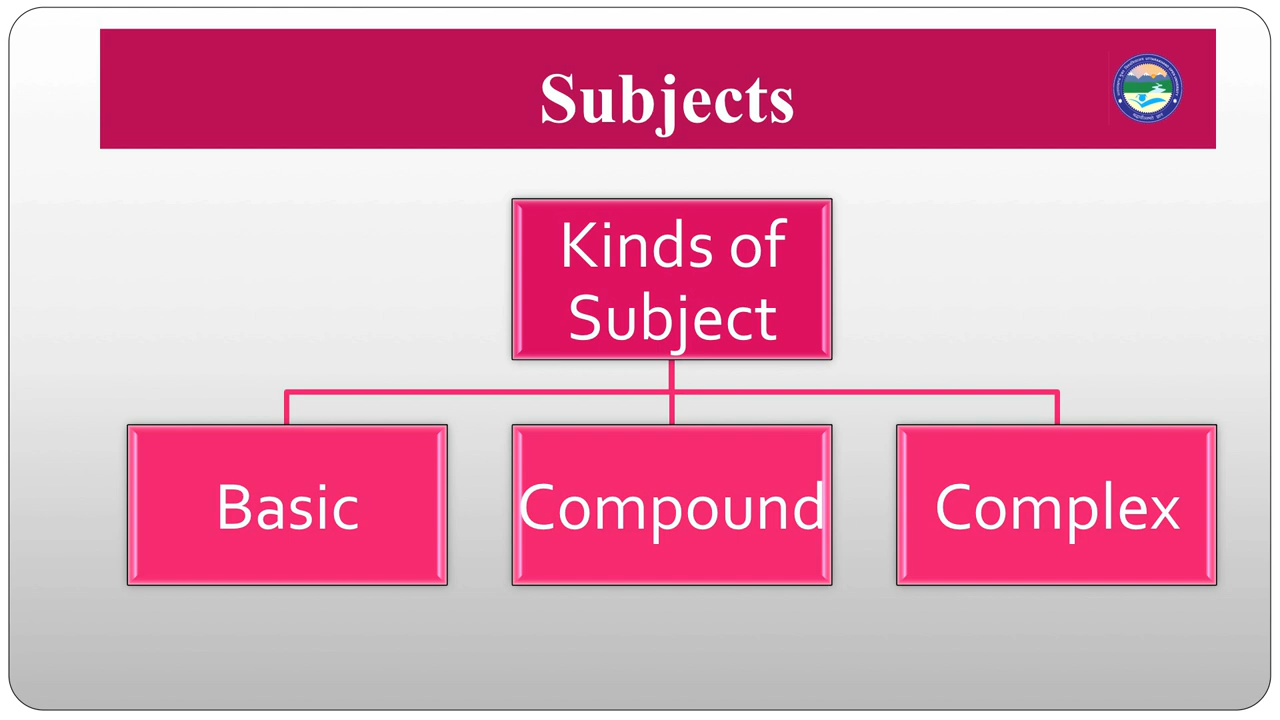 Subjects
Kinds of
Subject
Basic
Compound
Complex